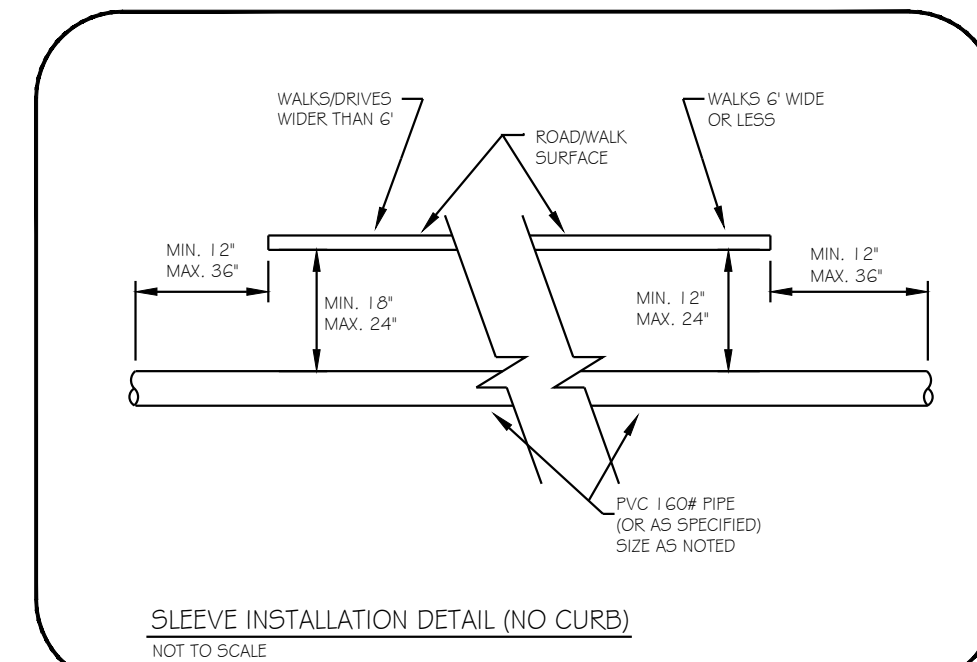 WALKS/DRIVES
WIDER THAN 6'
WALKS 6' WIDE
OR LESS
ROAD/WALK
SURFACE
MIN. 12"
MAX. 36"
MIN. 18"
MAX. 24"
MIN. 12"
MAX. 24"
MIN. 12"
MAX. 36"
PVC 160# PIPE
(OR AS SPECIFIED)
SIZE AS NOTED
SLEEVE INSTALLATION DETAIL (NO CURB)
NOT TO SCALE